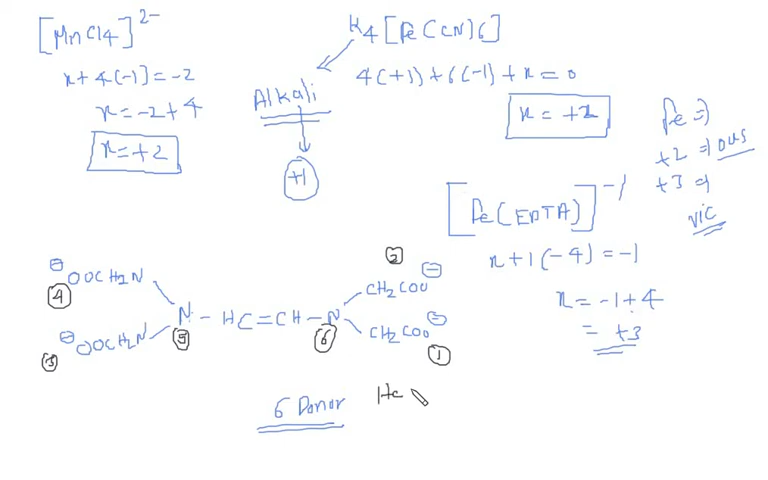 [MnCl4]2-
x+4(-1)=-2
x=-2+4
x=+2
K4[Fe(CN)6]
4(+1)+6(-1)+x=0
x=+2
Alkali
+1
Fe ⇒
+2 ⇒ ous
+3 ⇒
[Fe(EDTA)]-1
x+1(-4)=-1
x=-1+4
=+3
⊖OOCH2N
4
2
CH2COO⊖
N-HC=CH-N
5
6
⊖OOCH2N
3
CH2COO⊖
1
6 Donor
He